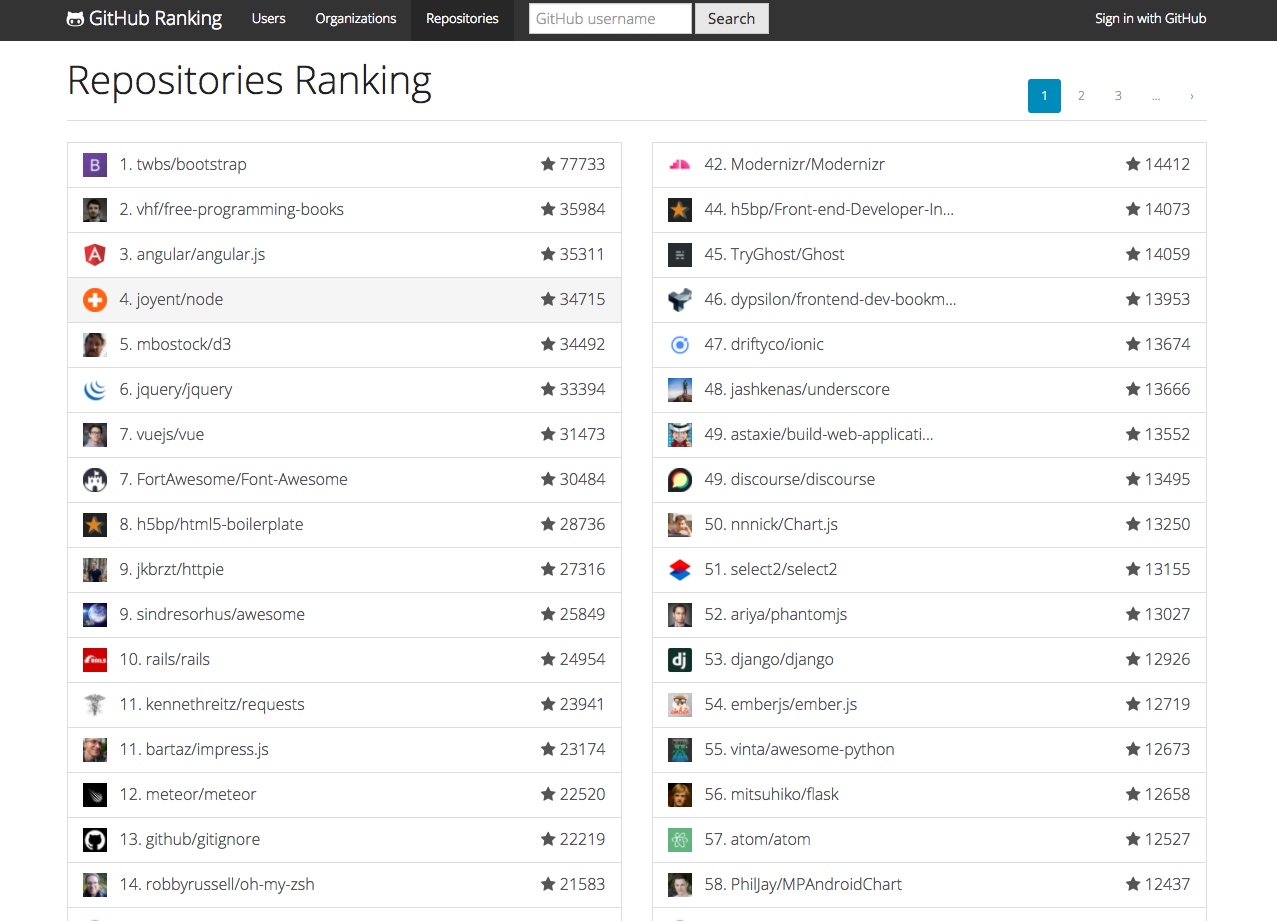 GitHub Ranking Users Organizations Repositories GitHub username Search Sign in with GitHub
Repositories Ranking
1 2 3 ... ›
B 1. twbs/bootstrap ★ 77733
2. vhf/free-programming-books ★ 35984
A 3. angular/angular.js ★ 35311
4. joyent/node ★ 34715
5. mbostock/d3 ★ 34492
6. jquery/jquery ★ 33394
7. vuejs/vue ★ 31473
7. FortAwesome/Font-Awesome ★ 30484
8. h5bp/html5-boilerplate ★ 28736
9. jkbrzt/httpie ★ 27316
9. sindresorhus/awesome ★ 25849
RAILS 10. rails/rails ★ 24954
11. kennethreitz/requests ★ 23941
11. bartaz/impress.js ★ 23174
12. meteor/meteor ★ 22520
13. github/gitignore ★ 22219
14. robbyrussell/oh-my-zsh ★ 21583
42. Modernizr/Modernizr ★ 14412
44. h5bp/Front-end-Developer-In... ★ 14073
45. TryGhost/Ghost ★ 14059
46. dypsilon/frontend-dev-bookm... ★ 13953
47. driftyco/ionic ★ 13674
48. jashkenas/underscore ★ 13666
49. astaxie/build-web-applicati... ★ 13552
49. discourse/discourse ★ 13495
50. nnnick/Chart.js ★ 13250
51. select2/select2 ★ 13155
52. ariya/phantomjs ★ 13027
dj 53. django/django ★ 12926
54. emberjs/ember.js ★ 12719
55. vinta/awesome-python ★ 12673
56. mitsuhiko/flask ★ 12658
57. atom/atom ★ 12527
58. PhilJay/MPAndroidChart ★ 12437